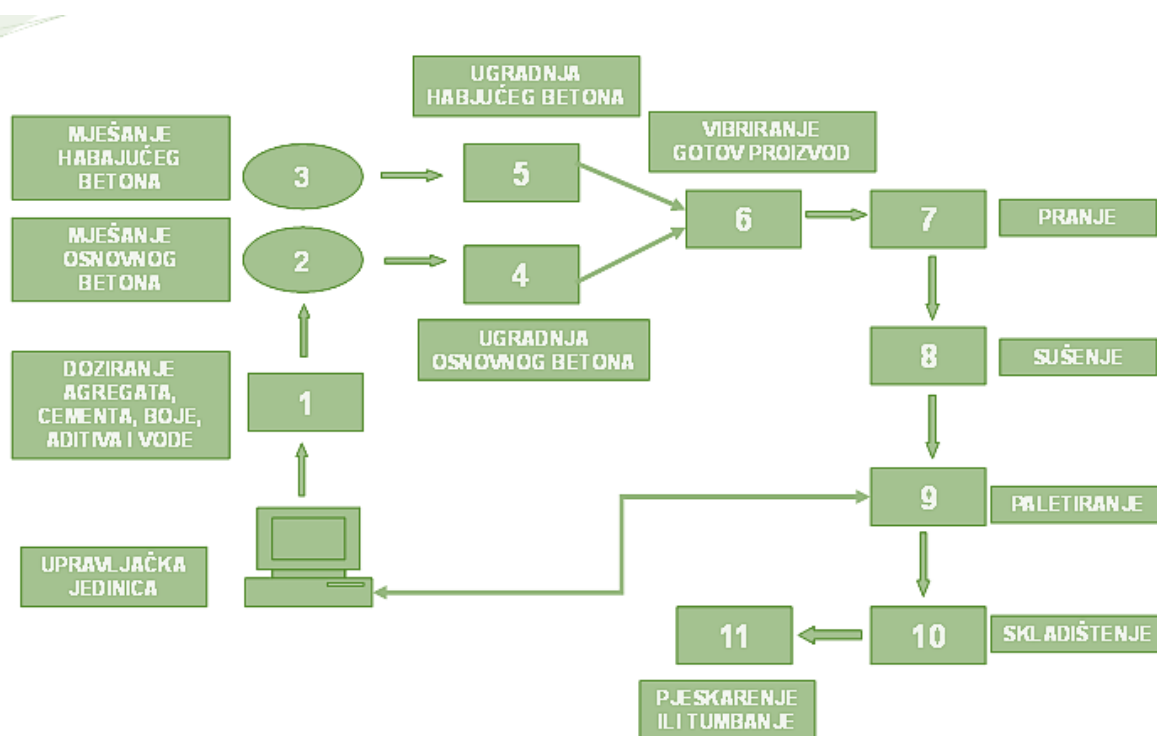 UGRADNJA
HABJUĆEG BETONA
MJEŠANJE
HABAJUĆEG
BETONA
3
5
VIBRIRANJE
GOTOV PROIZVOD
6
7
PRANJE
MJEŠANJE
OSNOVNOG
BETONA
2
4
UGRADNJA
OSNOVNOG BETONA
8
SUŠENJE
DOZIRANJE
AGREGATA,
CEMENTA, BOJE,
ADITIVA I VODE
1
9
PALETIRANJE
UPRAVLJAČKA
JEDINICA
11
10
SKLADIŠTENJE
PJESKARENJE
ILI TUMBANJE